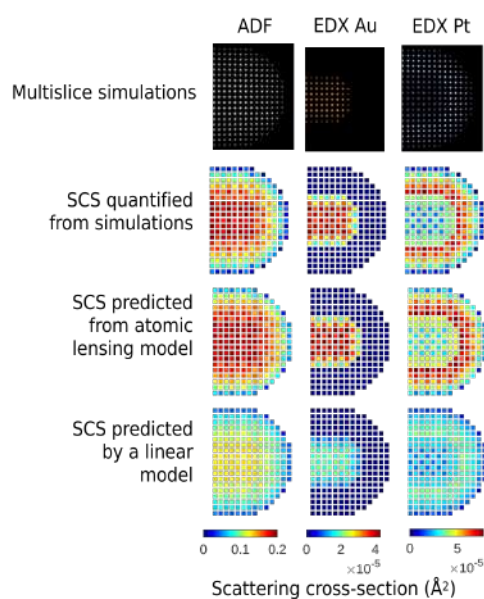 ADF EDX Au EDX Pt
Multislice simulations
SCS quantified
from simulations
SCS predicted
from atomic
lensing model
SCS predicted
by a linear
model
0 0.1 0.2 0 2 4 0 5
×10⁻⁵ ×10⁻⁵
Scattering cross-section (Å²)